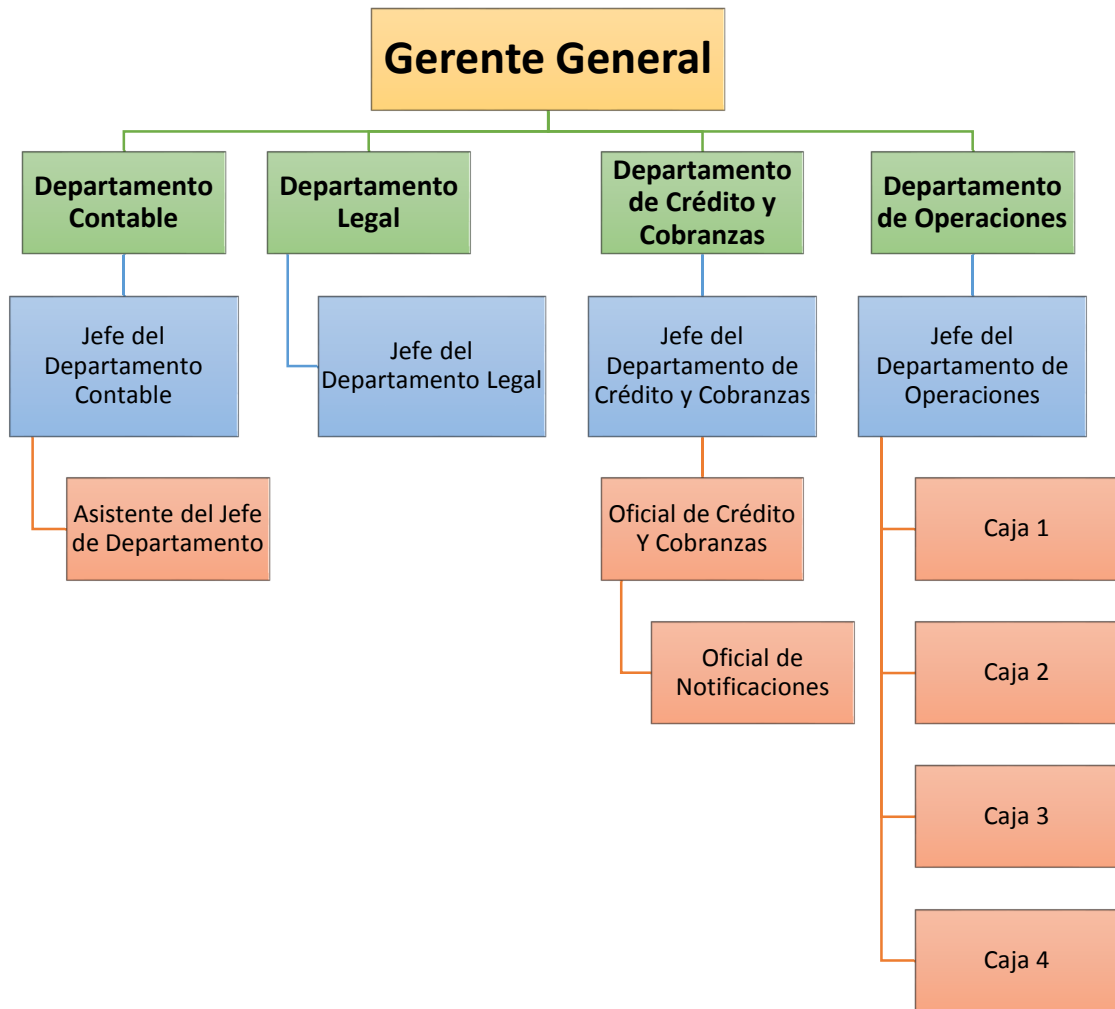 Gerente General
Departamento
Contable
Departamento
Legal
Departamento
de Crédito y
Cobranzas
Departamento
de Operaciones
Jefe del
Departamento
Contable
Jefe del
Departamento Legal
Jefe del
Departamento de
Crédito y Cobranzas
Jefe del
Departamento de
Operaciones
Asistente del Jefe
de Departamento
Oficial de Crédito
Y Cobranzas
Caja 1
Oficial de
Notificaciones
Caja 2
Caja 3
Caja 4